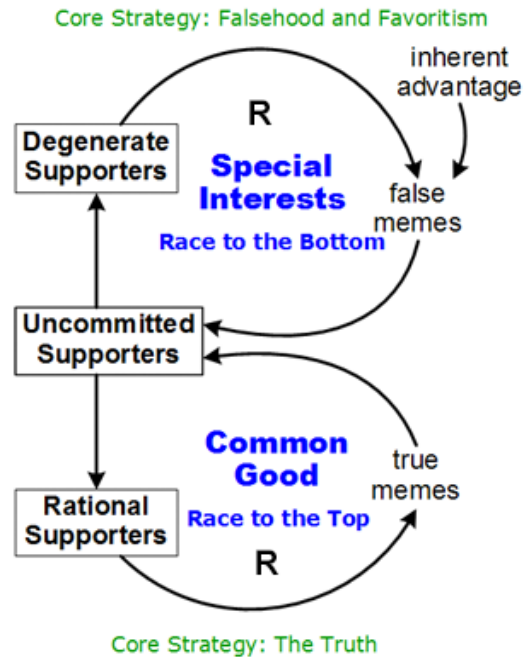 Core Strategy: Falsehood and Favoritism
inherent
advantage
R
Degenerate
Supporters
Special
Interests
Race to the Bottom
false
memes
Uncommitted
Supporters
Common
Good
Race to the Top
true
memes
Rational
Supporters
R
Core Strategy: The Truth